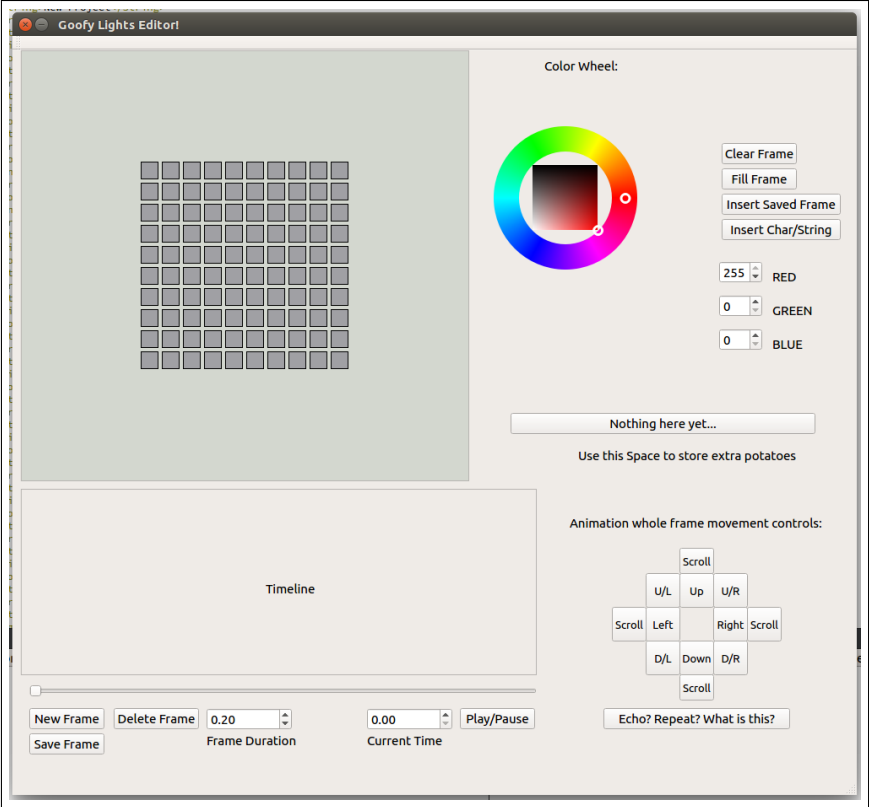 Goofy Lights Editor!
Color Wheel:
Clear Frame
Fill Frame
Insert Saved Frame
Insert Char/String
255 RED
0 GREEN
0 BLUE
Nothing here yet...
Use this Space to store extra potatoes
Timeline
Animation whole frame movement controls:
Scroll
U/L Up U/R
Scroll Left Right Scroll
D/L Down D/R
Scroll
New Frame Delete Frame 0.20 0.00 Play/Pause Echo? Repeat? What is this?
Save Frame Frame Duration Current Time